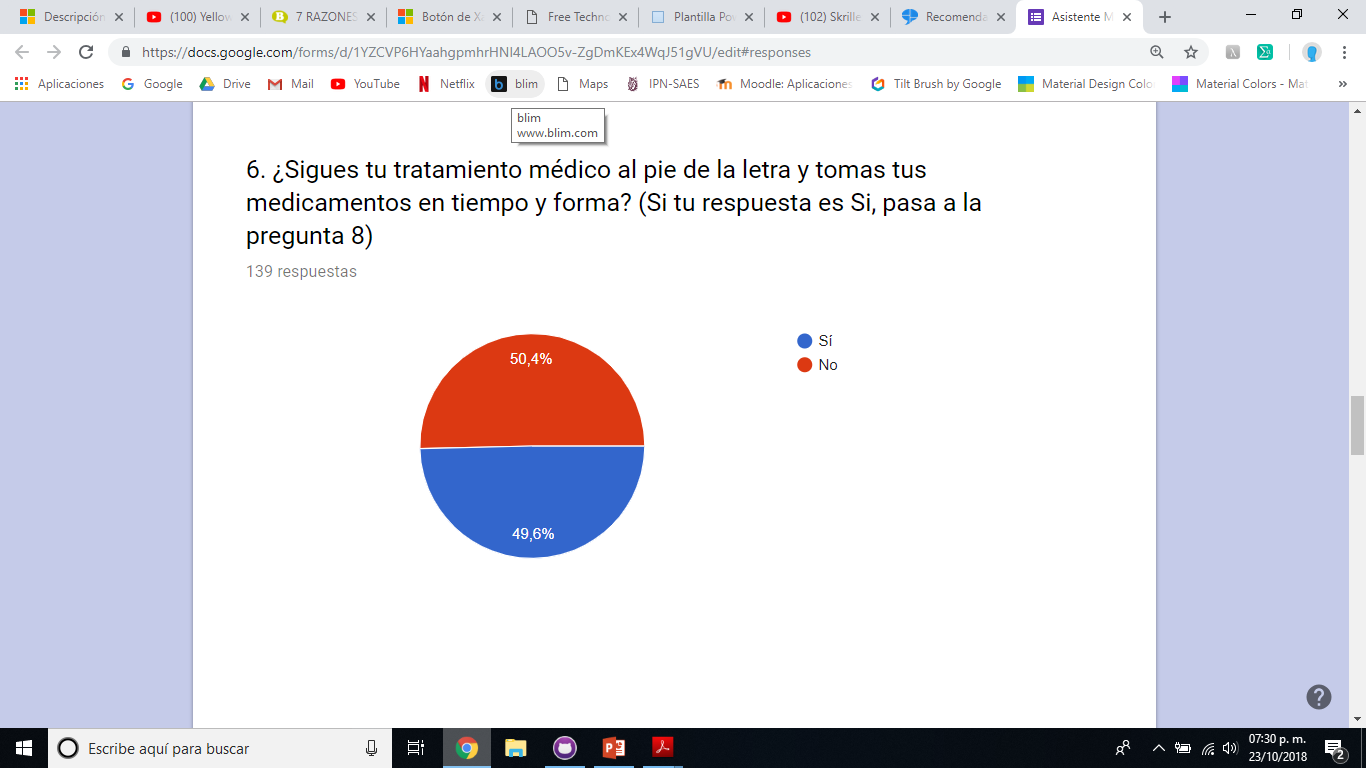 Descripción
(100) Yellow
7 RAZONES
Botón de Xa
Free Techno
Plantilla Pow
(102) Skrille
Recomenda
Asistente M
https://docs.google.com/forms/d/1YZCVP6HYaahgpmhrHNI4LAOO5v-ZgDmKEx4WqJ51gVU/edit#responses
Aplicaciones
Google
Drive
Mail
YouTube
Netflix
blim
Maps
IPN-SAES
Moodle: Aplicaciones
Tilt Brush by Google
Material Design Colo
Material Colors - Mat
»
blim
www.blim.com
6. ¿Sigues tu tratamiento médico al pie de la letra y tomas tus
medicamentos en tiempo y forma? (Si tu respuesta es Si, pasa a la
pregunta 8)
139 respuestas
50,4%
49,6%
Sí
No
Escribe aquí para buscar
07:30 p. m.
23/10/2018
2